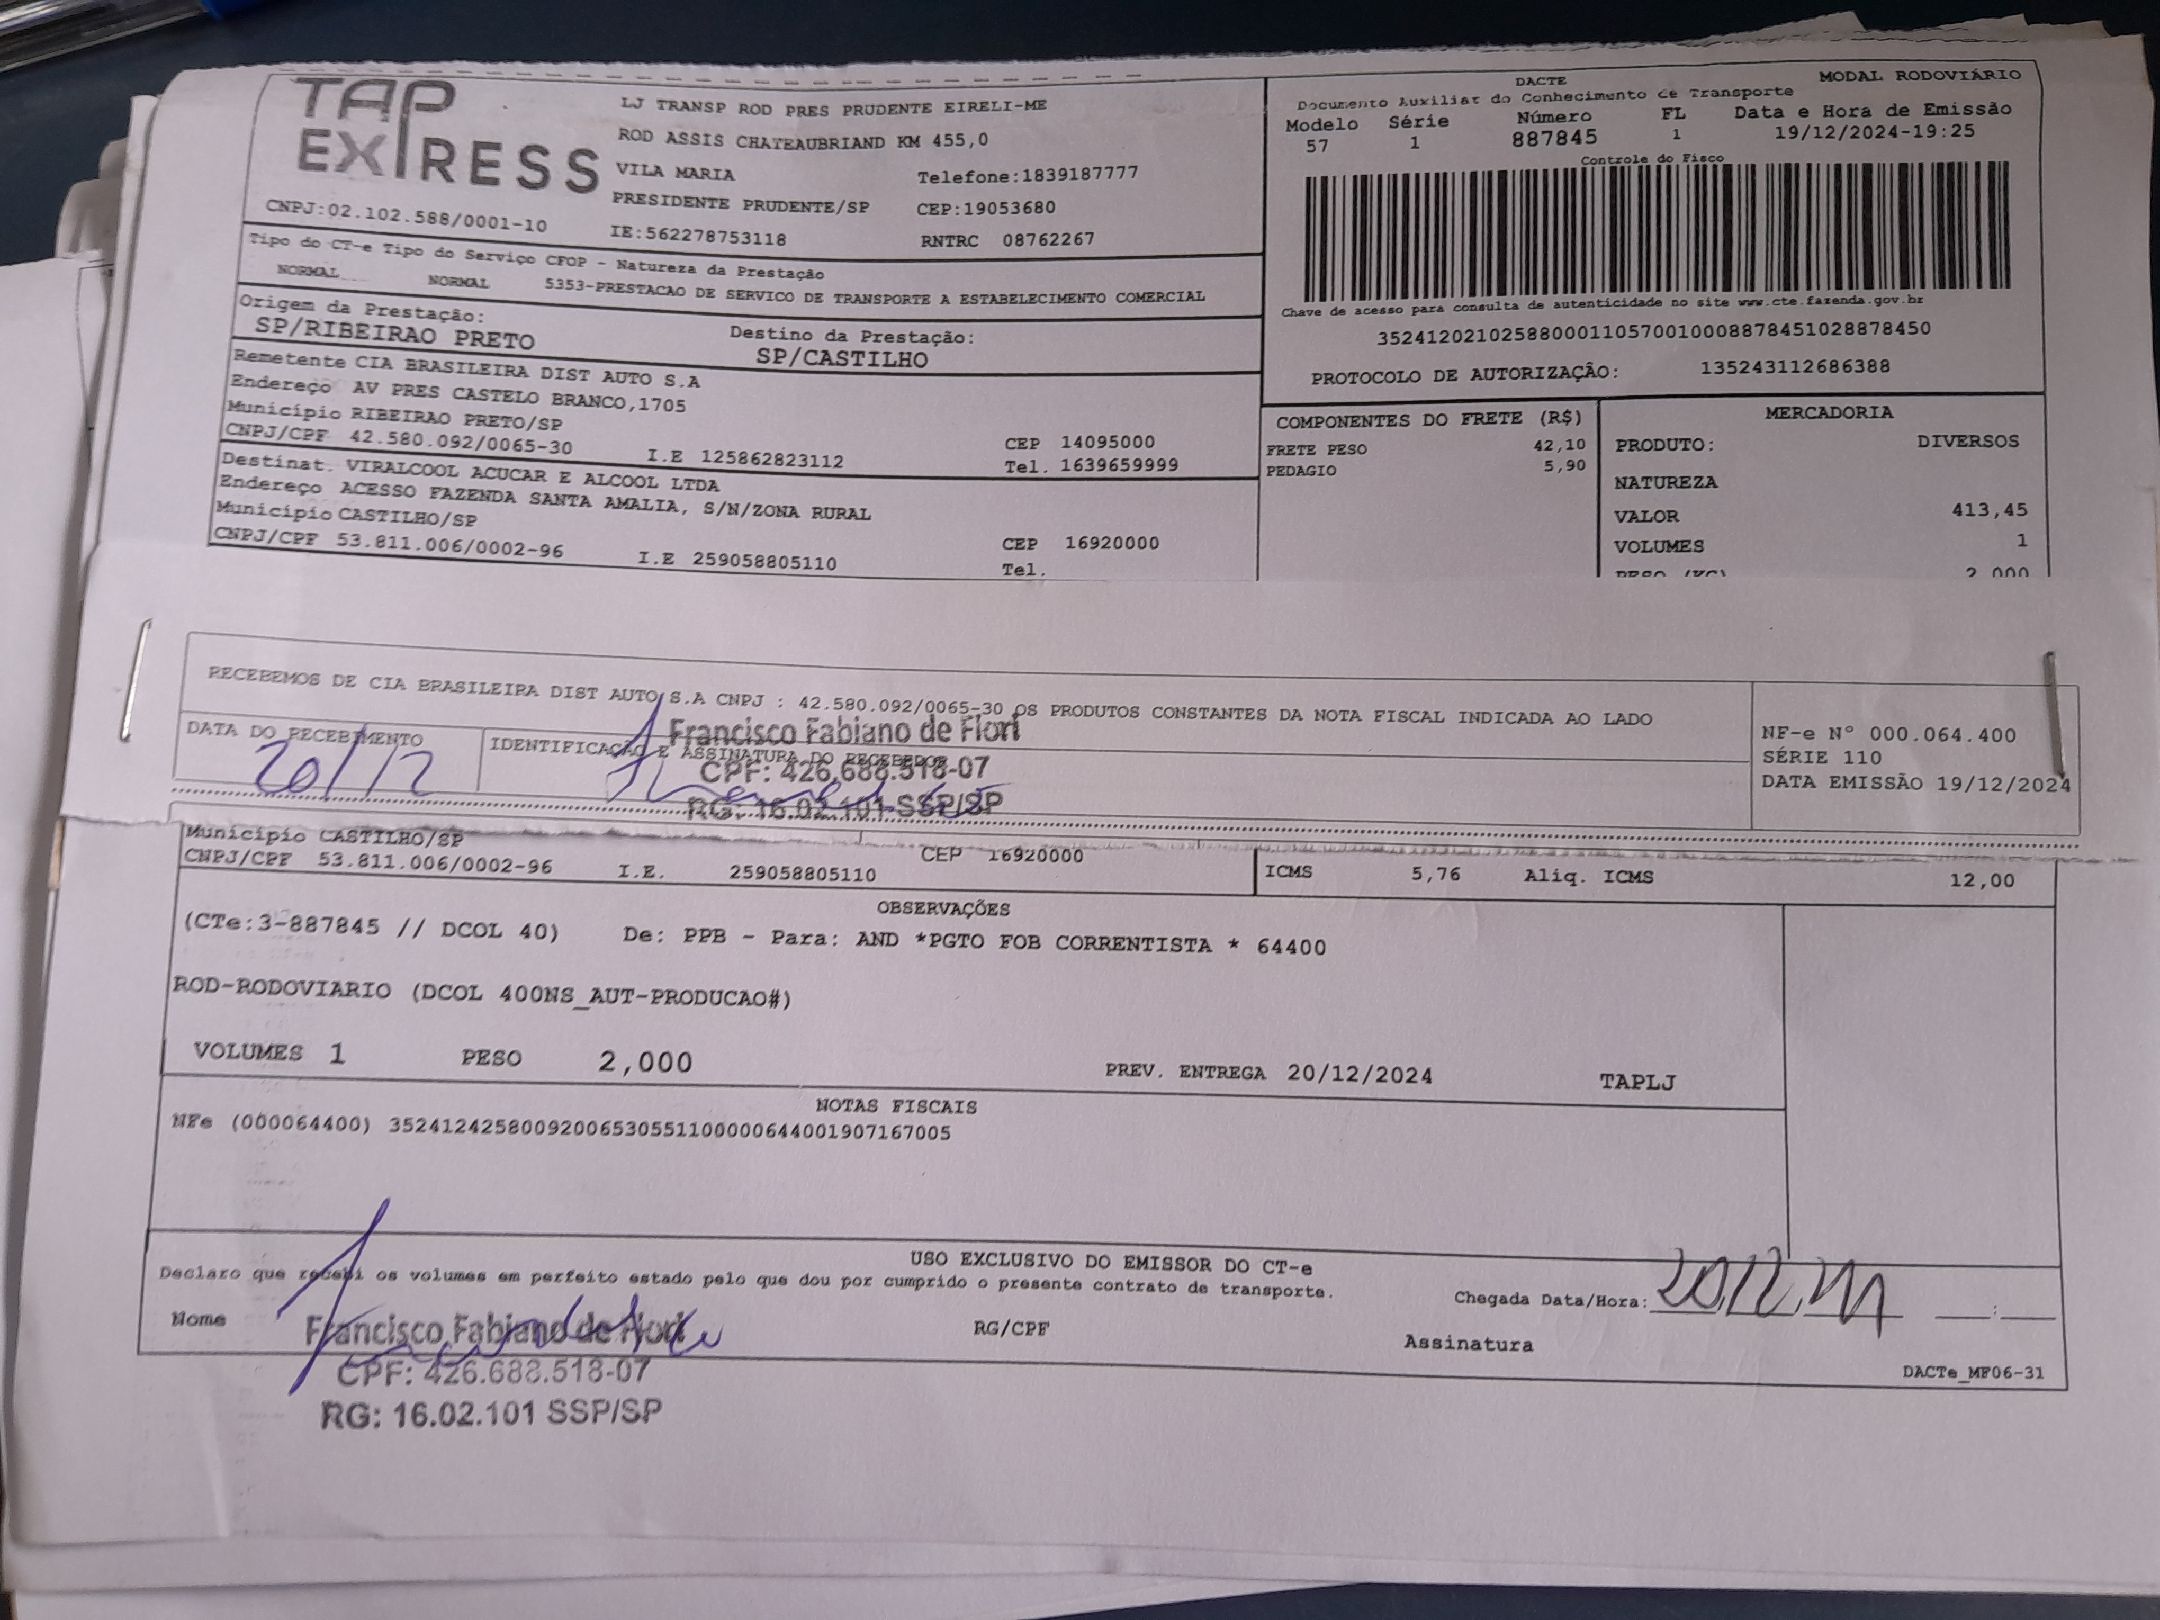 TAP EXPRESS
LJ TRANSP ROD PRES PRUDENTE EIRELI-ME
ROD ASSIS CHATEAUBRIAND KM 455,0
VILA MARIA Telefone:1839187777
PRESIDENTE PRUDENTE/SP CEP:19053680
CNPJ:02.102.588/0001-10 IE:562278753118 RNTRC 08762267
DACTE MODAL RODOVIÁRIO
Documento Auxiliar do Conhecimento de Transporte
Modelo Série Número FL Data e Hora de Emissão
57 1 887845 1 19/12/2024-19:25
Controle do Fisco
Chave de acesso para consulta de autenticidade no site www.cte.fazenda.gov.br
35241202102588000110570010008878451028878450
PROTOCOLO DE AUTORIZAÇÃO: 135243112686388
Tipo do CT-e Tipo do Serviço CFOP - Natureza da Prestação
NORMAL NORMAL 5353-PRESTACAO DE SERVICO DE TRANSPORTE A ESTABELECIMENTO COMERCIAL
Origem da Prestação: Destino da Prestação:
SP/RIBEIRAO PRETO SP/CASTILHO
Remetente CIA BRASILEIRA DIST AUTO S.A
Endereço AV PRES CASTELO BRANCO,1705
Município RIBEIRAO PRETO/SP CEP 14095000
CNPJ/CPF 42.580.092/0065-30 I.E 125862823112 Tel. 1639659999
Destinat. VIRALCOOL ACUCAR E ALCOOL LTDA
Endereço ACESSO FAZENDA SANTA AMALIA, S/N/ZONA RURAL
Município CASTILHO/SP CEP 16920000
CNPJ/CPF 53.811.006/0002-96 I.E 259058805110 Tel.
COMPONENTES DO FRETE (R$)
FRETE PESO 42,10
PEDAGIO 5,90
MERCADORIA
PRODUTO: DIVERSOS
NATUREZA
VALOR 413,45
VOLUMES 1
PESO (KG) 2,000
RECEBEMOS DE CIA BRASILEIRA DIST AUTO S.A CNPJ : 42.580.092/0065-30 OS PRODUTOS CONSTANTES DA NOTA FISCAL INDICADA AO LADO
DATA DO RECEBIMENTO IDENTIFICAÇÃO E ASSINATURA DO RECEBEDOR
20/12
Francisco Fabiano de Flori
CPF: 426.688.518-07
RG: 16.02.101 SSP/SP
NF-e N° 000.064.400
SÉRIE 110
DATA EMISSÃO 19/12/2024
Município CASTILHO/SP CEP 16920000
CNPJ/CPF 53.811.006/0002-96 I.E. 259058805110
ICMS 5,76 Aliq. ICMS 12,00
OBSERVAÇÕES
(CTe:3-887845 // DCOL 40) De: PPB - Para: AND *PGTO FOB CORRENTISTA * 64400
ROD-RODOVIARIO (DCOL 400NS_AUT-PRODUCAO#)
VOLUMES 1 PESO 2,000 PREV. ENTREGA 20/12/2024 TAPLJ
NOTAS FISCAIS
NFe (000064400) 35241242580092006530551100000644001907167005
USO EXCLUSIVO DO EMISSOR DO CT-e
Declaro que recebi os volumes em perfeito estado pelo que dou por cumprido o presente contrato de transporte.
Chegada Data/Hora: 20,12,
Nome RG/CPF Assinatura
Francisco Fabiano de Flori
CPF: 426.688.518-07
RG: 16.02.101 SSP/SP
DACTe_MF06-31